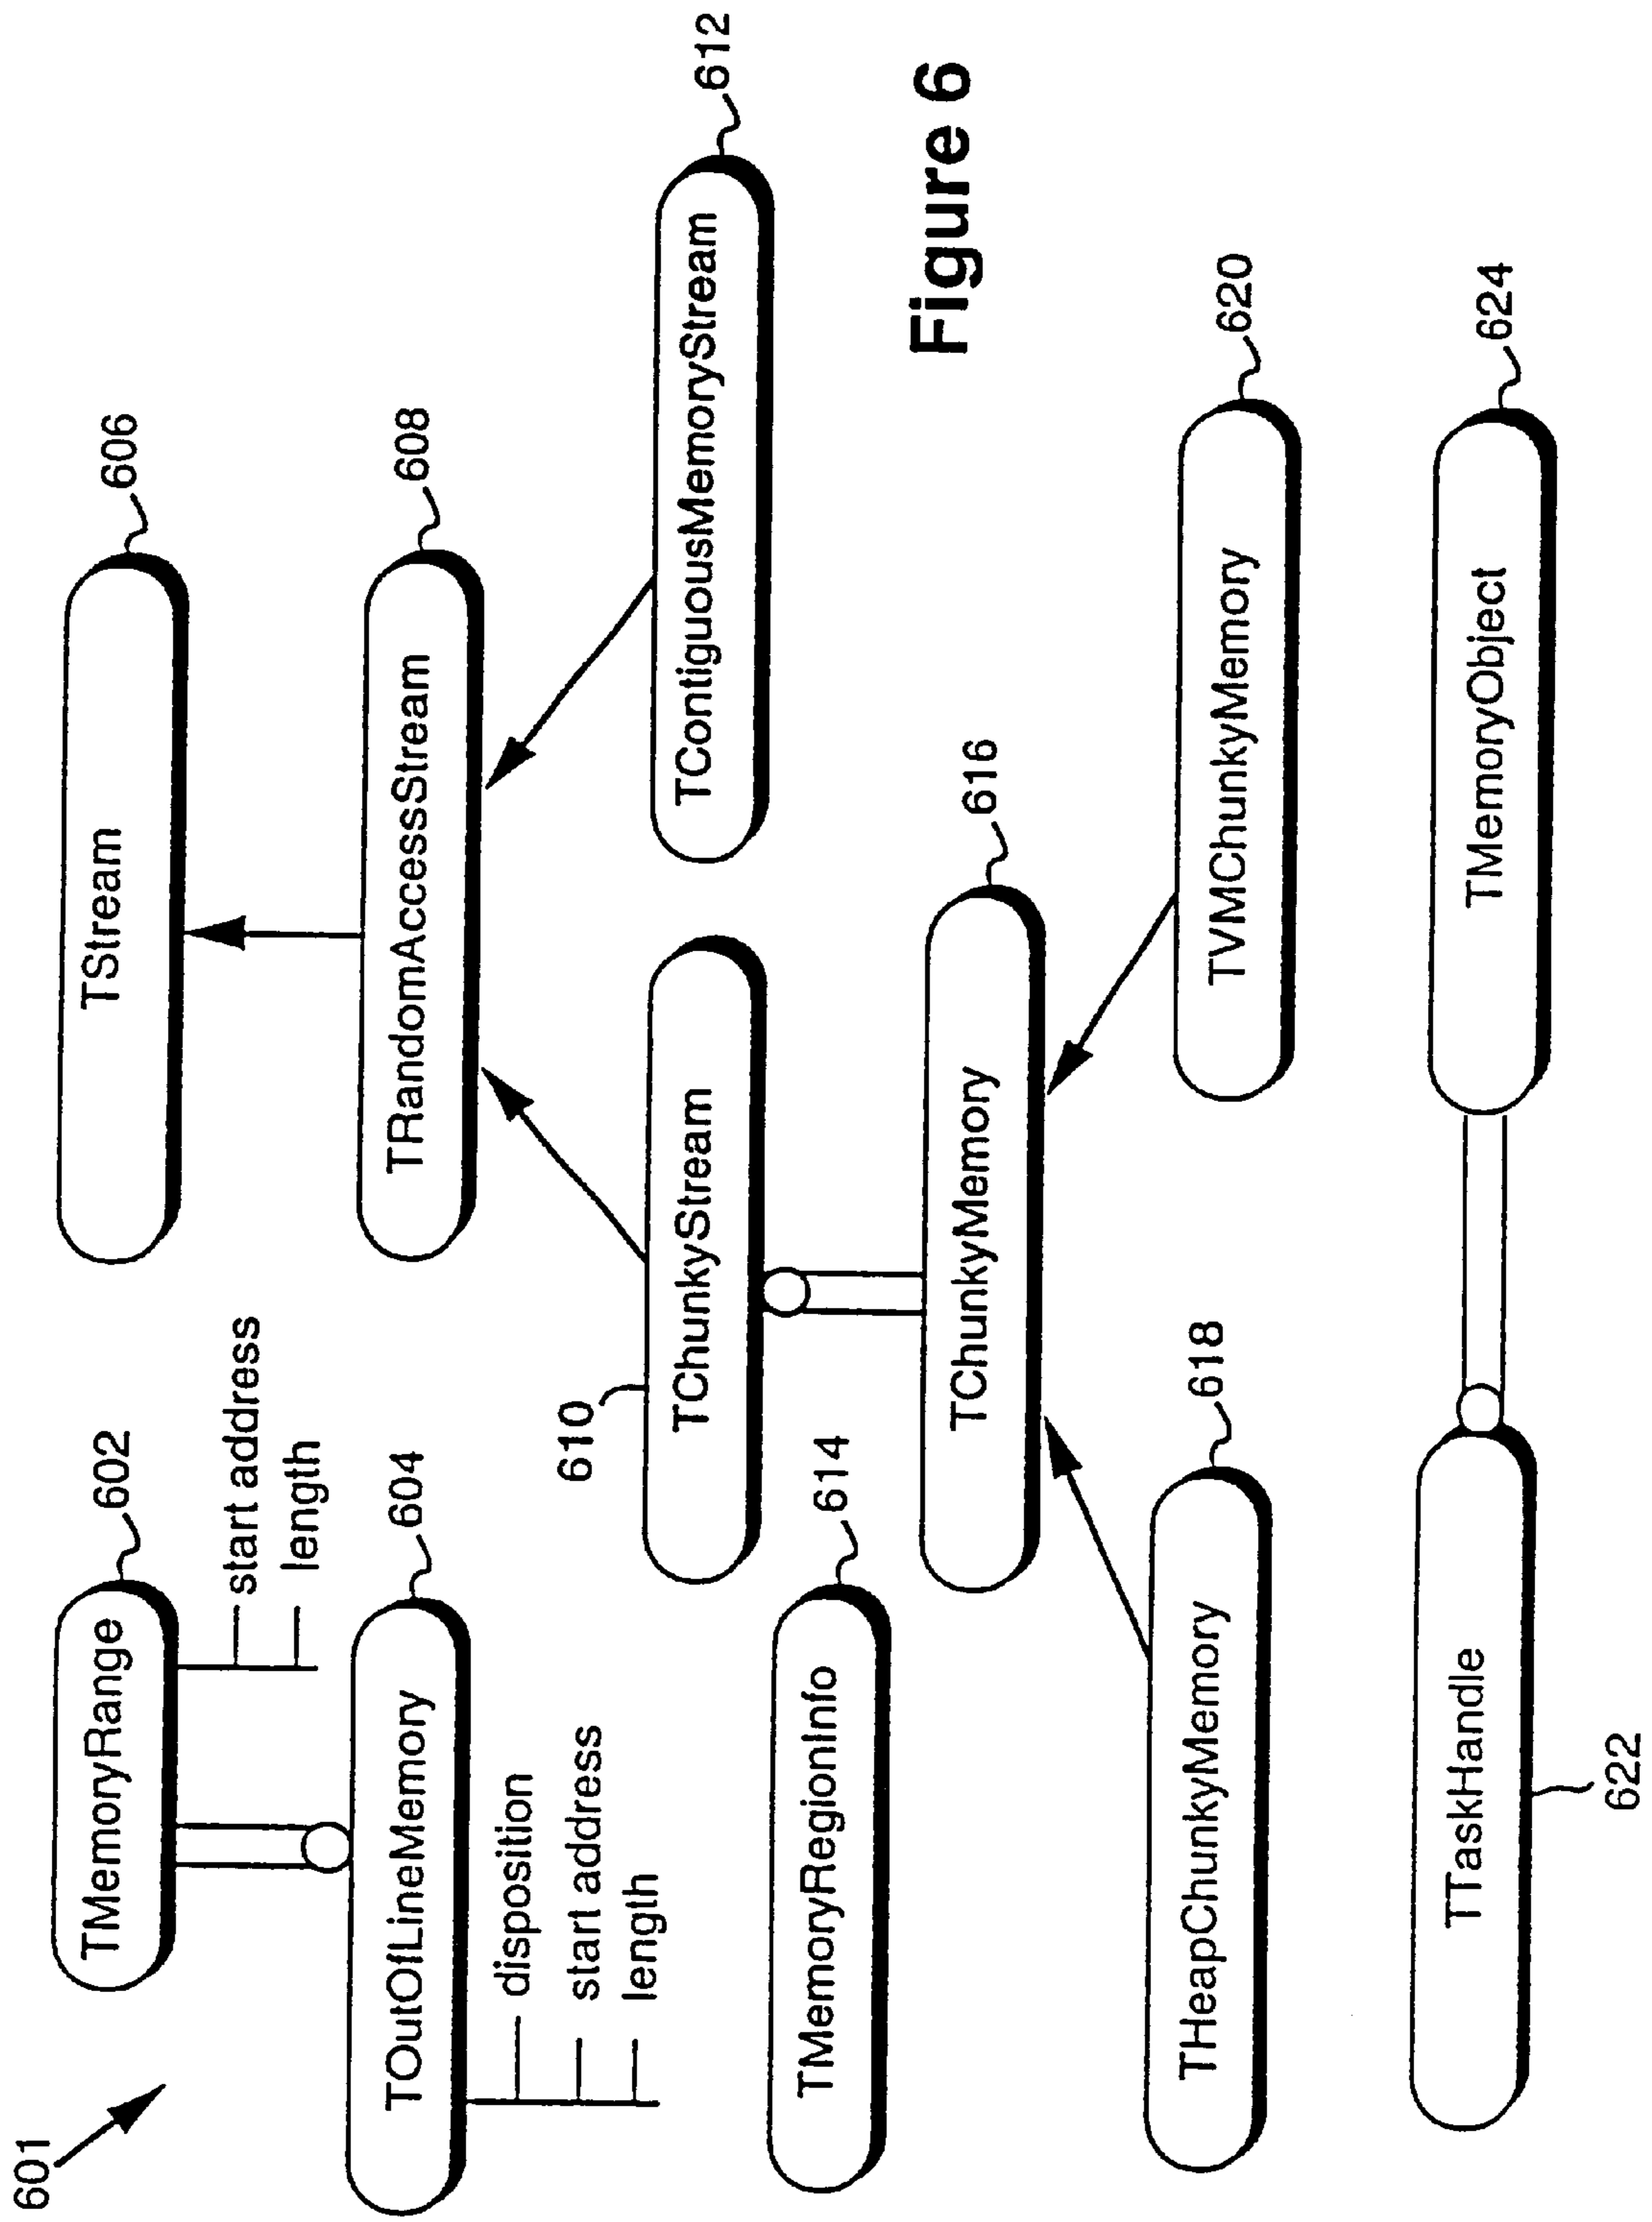 601
TMemoryRange
602
start address
length
TStream
606
TOutOfLineMemory
604
disposition
start address
length
TRandomAccessStream
608
610
TChunkyStream
TContiguousMemoryStream
612
TMemoryRegionInfo
614
TChunkyMemory
616
Figure 6
THeapChunkyMemory
618
TVMChunkyMemory
620
TTaskHandle
622
TMemoryObject
624